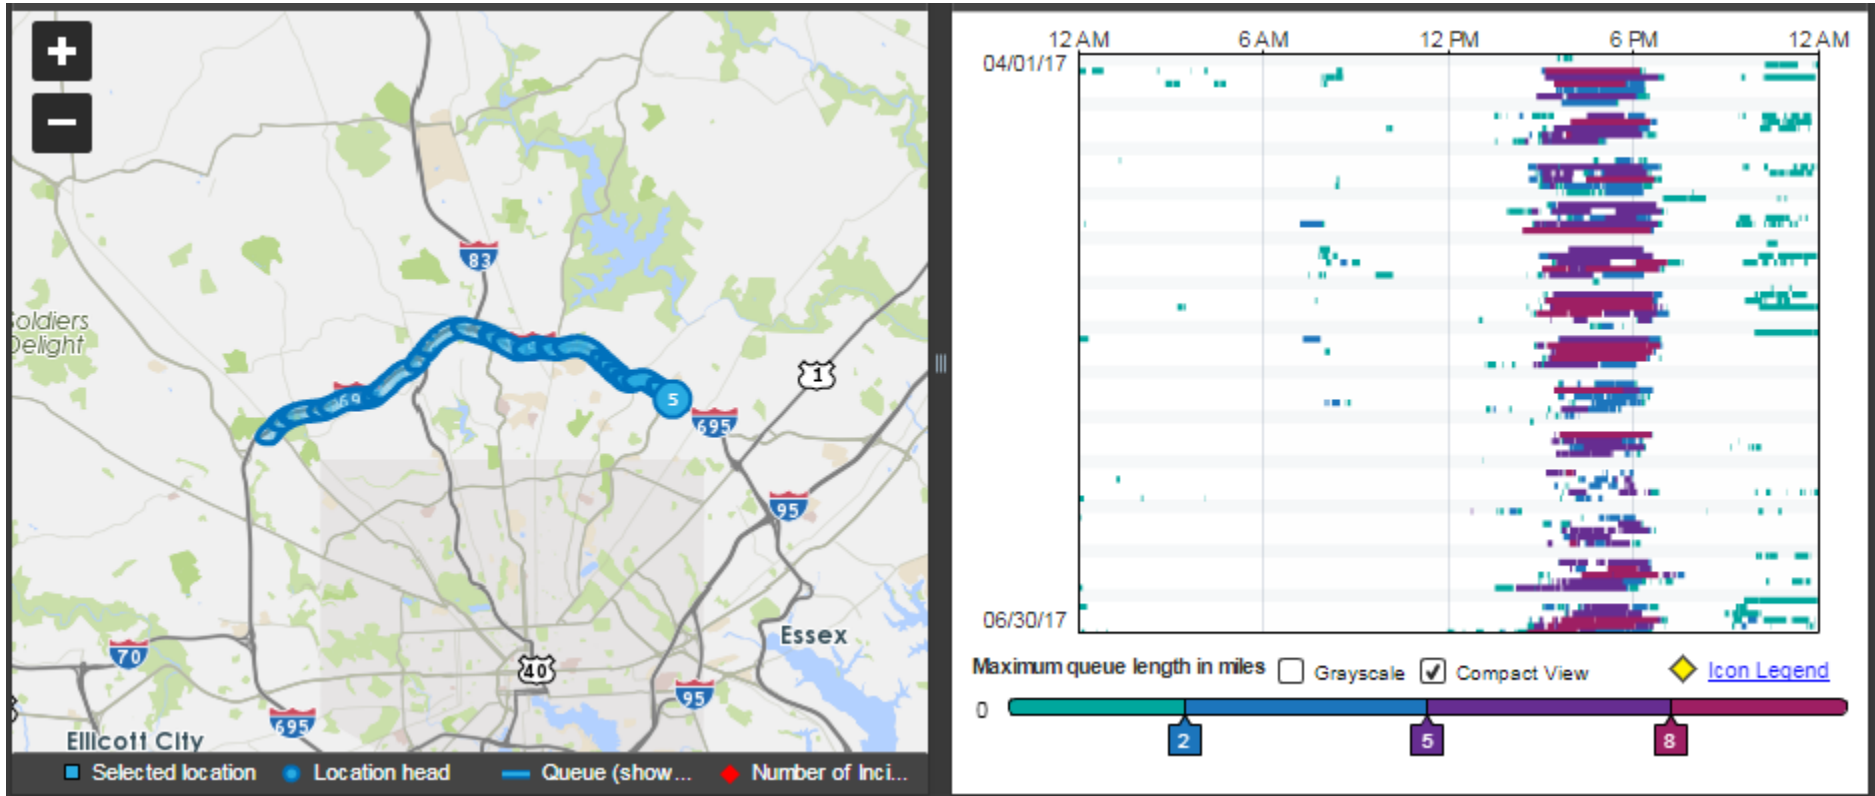 +
−
83
oldiers
Delight
1
69
5
695
95
70
40
Essex
95
695
Ellicott City
Selected location
Location head
Queue (show...
Number of Inci...
12 AM
6 AM
12 PM
6 PM
12 AM
04/01/17
06/30/17
Maximum queue length in miles
Grayscale
Compact View
Icon Legend
0
2
5
8